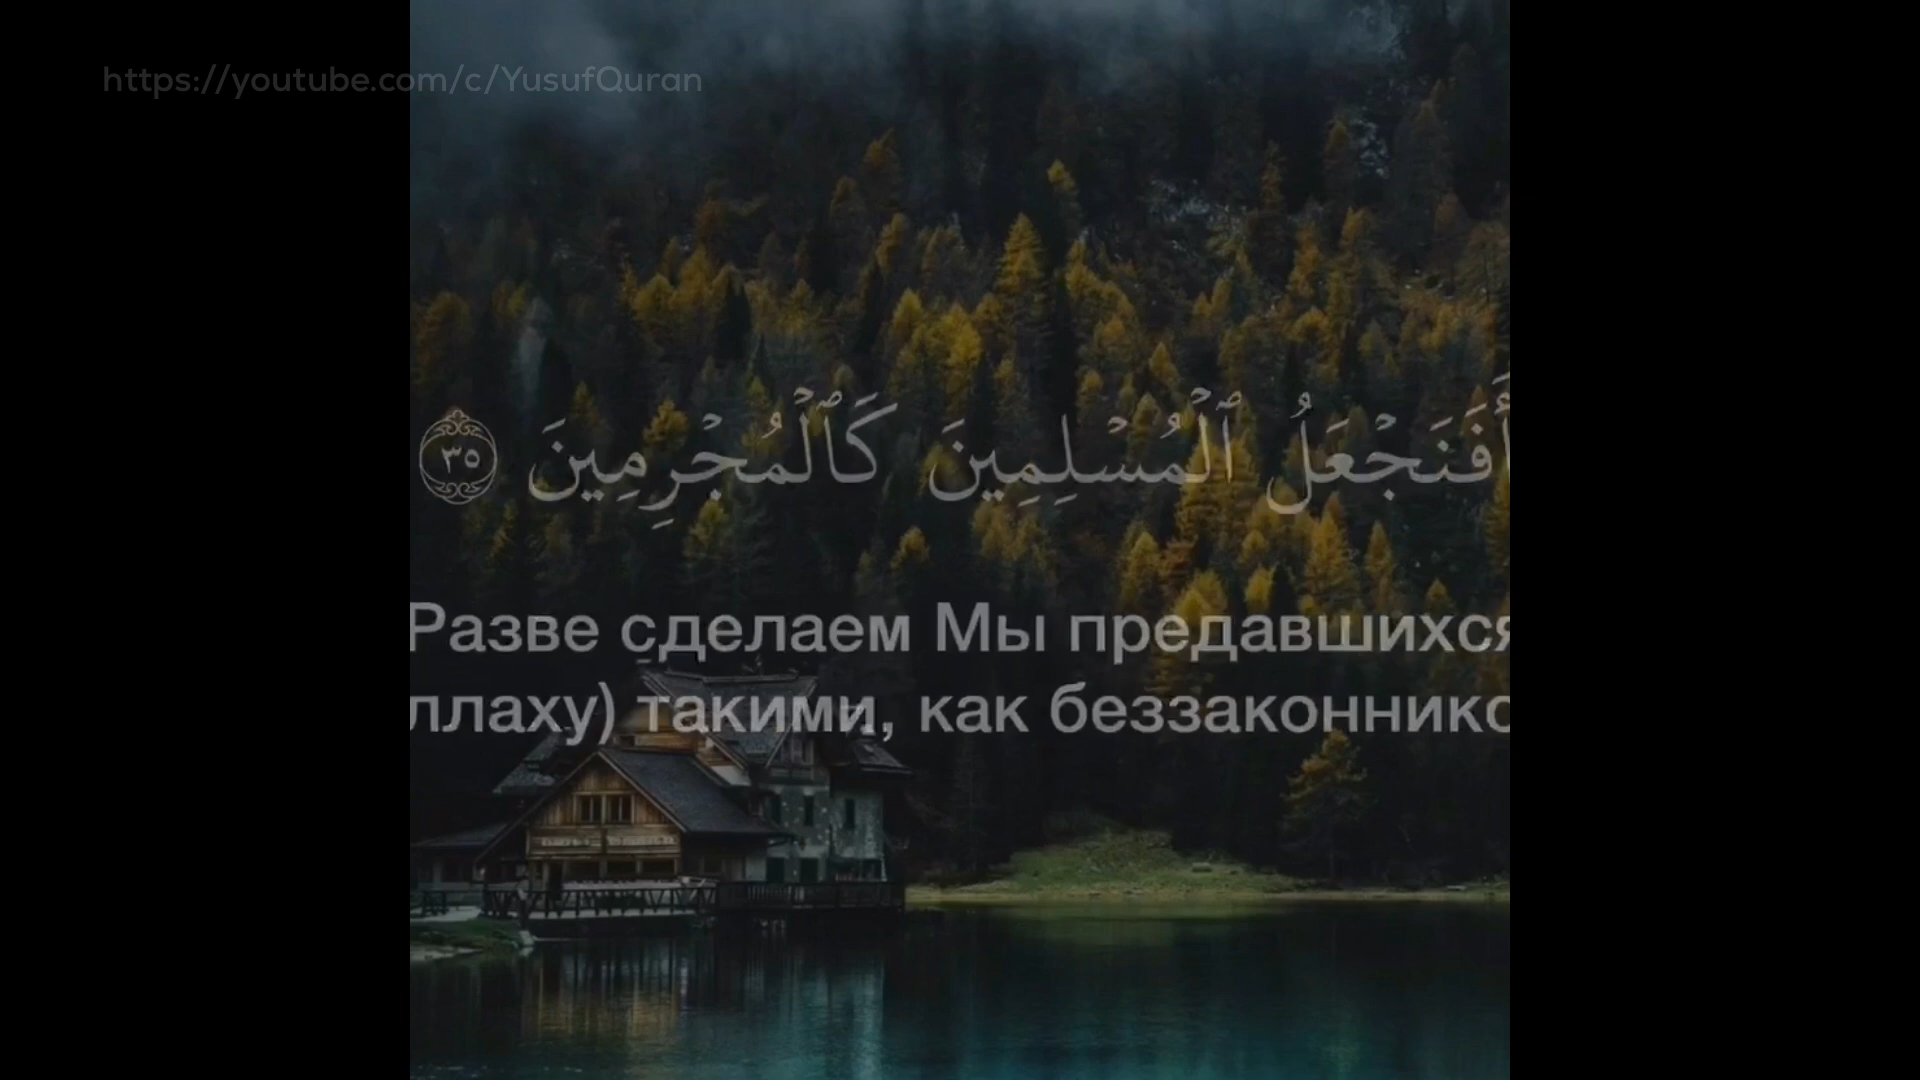 https://youtube.com/c/YusufQuran
أَفَنَجْعَلُ ٱلْمُسْلِمِينَ كَٱلْمُجْرِمِينَ ٣٥
Разве сделаем Мы предавшихся
ллаху) такими, как беззаконнико